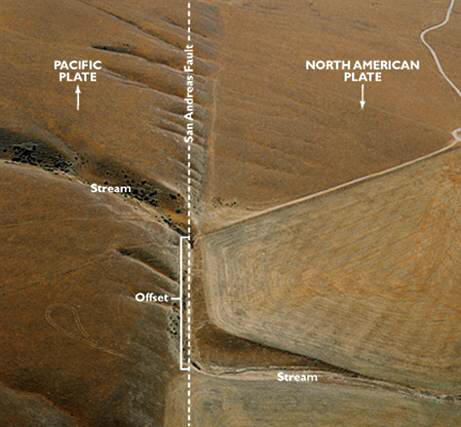 PACIFIC
PLATE
San Andreas Fault
NORTH AMERICAN
PLATE
Stream
Offset
Stream